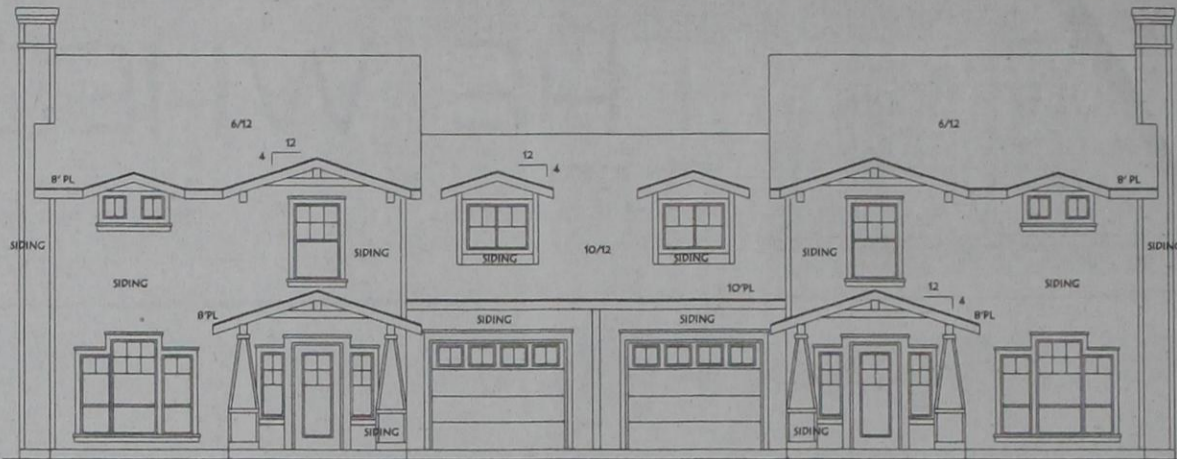 6/12
6/12
12
4
12
4
8' PL
8' PL
SIDING
SIDING
SIDING
SIDING
10/12
SIDING
SIDING
SIDING
SIDING
10'PL
12
4
8'PL
8'PL
SIDING
SIDING
SIDING
SIDING